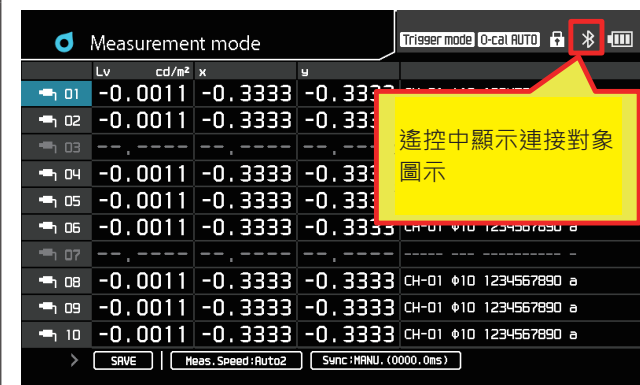 Measurement mode
Trigger mode 0-cal AUTO
Lv cd/m² x y
01 -0.0011 -0.3333 -0.3333
02 -0.0011 -0.3333 -0.3333
03 --.---- --.----
04 -0.0011 -0.3333
05 -0.0011 -0.3333
06 -0.0011 -0.3333 -0.3333 CH-01 Φ10 1234567890 a
07 --.---- --.---- --.---- ----- --- ---------- -
08 -0.0011 -0.3333 -0.3333 CH-01 Φ10 1234567890 a
09 -0.0011 -0.3333 -0.3333 CH-01 Φ10 1234567890 a
10 -0.0011 -0.3333 -0.3333 CH-01 Φ10 1234567890 a
> SAVE Meas.Speed:Auto2 Sync:MANU.(0000.0ms)
遙控中顯示連接對象
圖示